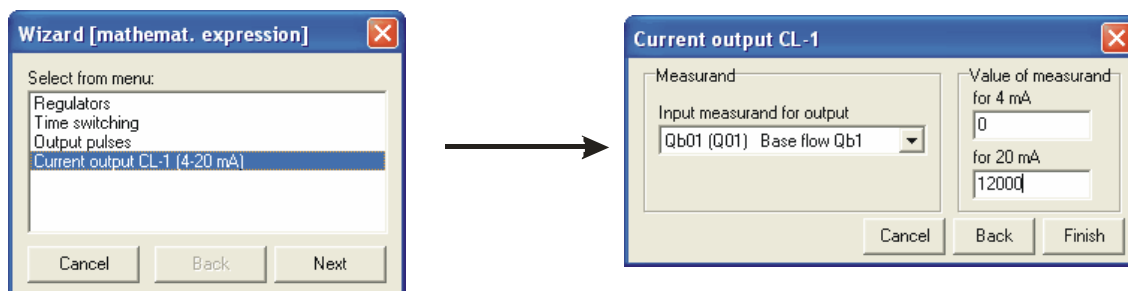 Wizard [mathemat. expression]
Select from menu:
Regulators
Time switching
Output pulses
Current output CL-1 (4-20 mA)
Cancel
Back
Next
Current output CL-1
Measurand
Input measurand for output
Qb01 (Q01) Base flow Qb1
Value of measurand
for 4 mA
0
for 20 mA
12000
Cancel
Back
Finish